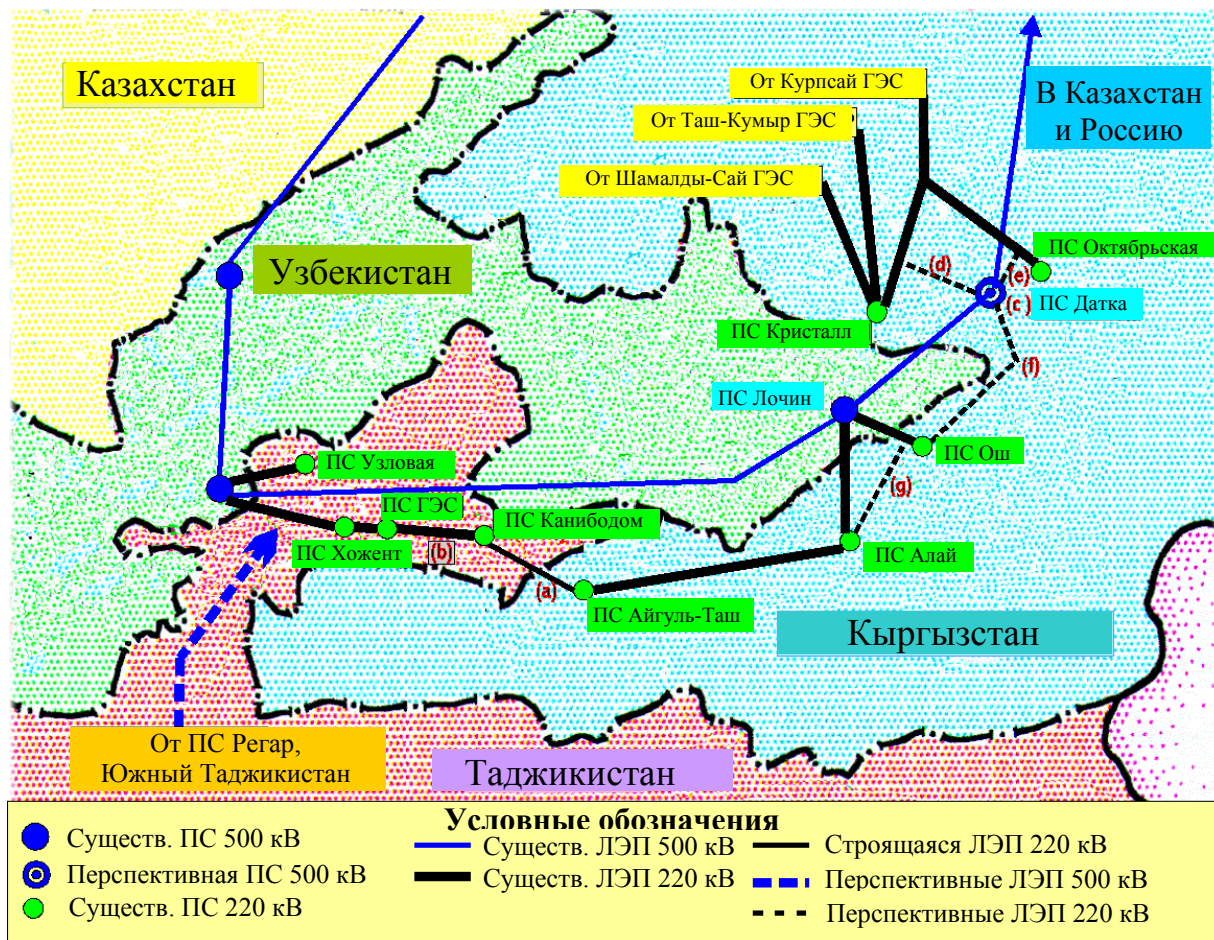 Казахстан
От Курпсай ГЭС
В Казахстан
и Россию
От Таш-Кумыр ГЭС
От Шамалды-Сай ГЭС
Узбекистан
ПС Октябрьская
(d)
(e)
(c)
ПС Датка
ПС Кристалл
(f)
ПС Лочин
ПС Узловая
ПС Ош
(g)
ПС ГЭС
ПС Канибодом
ПС Хожент
(b)
ПС Алай
(a)
ПС Айгуль-Таш
Кыргызстан
От ПС Регар,
Южный Таджикистан
Таджикистан
Условные обозначения
Существ. ПС 500 кВ
Существ. ЛЭП 500 кВ
Строящаяся ЛЭП 220 кВ
Перспективная ПС 500 кВ
Существ. ЛЭП 220 кВ
Перспективные ЛЭП 500 кВ
Существ. ПС 220 кВ
Перспективные ЛЭП 220 кВ